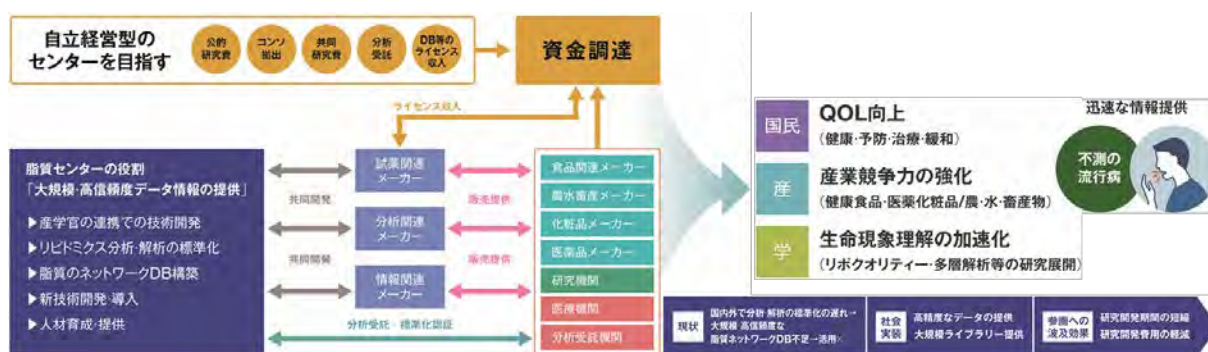 自立経営型の
センターを目指す
公的
研究費
コンソ
拠出
共同
研究費
分析
受託
DB等の
ライセンス
収入
資金調達
ライセンス収入
脂質センターの役割
「大規模・高信頼度データ情報の提供」
▶産学官の連携での技術開発
▶リピドミクス分析・解析の標準化
▶脂質のネットワークDB構築
▶新技術開発・導入
▶人材育成・提供
共同開発
共同開発
試薬関連
メーカー
分析関連
メーカー
情報関連
メーカー
販売提供
販売提供
分析受託・標準化認証
食品関連メーカー
農水畜産メーカー
化粧品メーカー
医薬品メーカー
研究機関
医療機関
分析受託機関
国民
QOL向上
(健康・予防・治療・緩和)
産
産業競争力の強化
(健康食品・医薬化粧品/農・水・畜産物)
学
生命現象理解の加速化
(リポクオリティー・多層解析等の研究展開)
迅速な情報提供
不測の
流行病
現状
国内外で分析・解析の標準化の遅れ→
大規模・高信頼度な
脂質ネットワークDB不足→活用×
社会
実装
高精度なデータの提供
大規模ライブラリー提供
参画への
波及効果
研究開発期間の短縮
研究開発費用の軽減